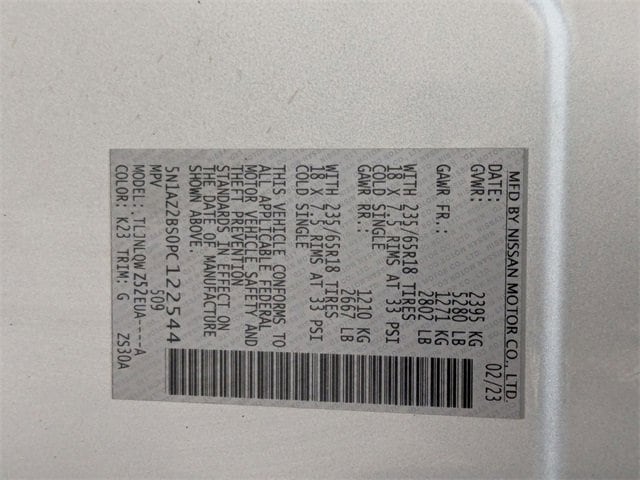 MFD BY NISSAN MOTOR CO., LTD.
DATE: 02/23
GVWR: 2395 KG
5280 LB
GAWR FR.: 1271 KG
2802 LB
WITH 235/65R18 TIRES
18 X 7.5 RIMS AT 33 PSI
COLD SINGLE
GAWR RR.: 1210 KG
2667 LB
WITH 235/65R18 TIRES
18 X 7.5 RIMS AT 33 PSI
COLD SINGLE
THIS VEHICLE CONFORMS TO
ALL APPLICABLE FEDERAL
MOTOR VEHICLE SAFETY AND
THEFT PREVENTION
STANDARDS IN EFFECT ON
THE DATE OF MANUFACTURE
SHOWN ABOVE.
5N1AZ2BS0PC122544
MPV 509
MODEL: TLJNLQWZ52EUA----A
COLOR: K23 TRIM: G ZS30A